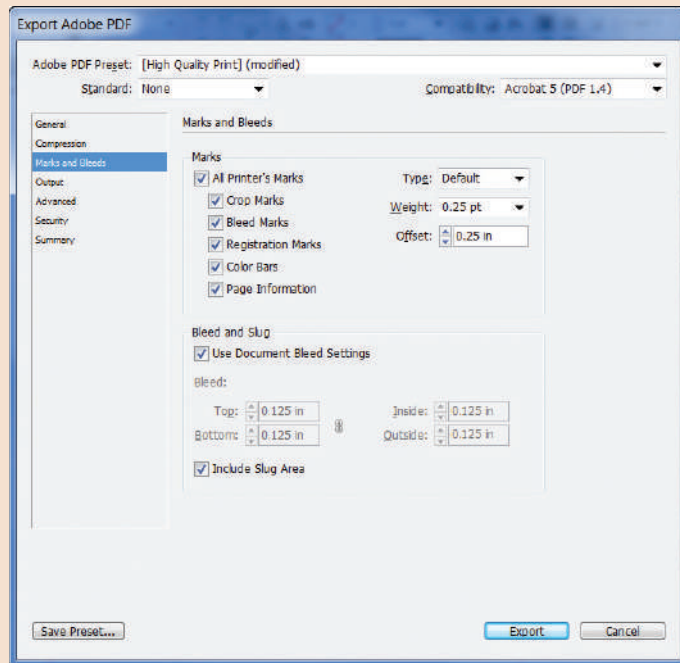 Export Adobe PDF
Adobe PDF Preset: [High Quality Print] (modified)
Standard: None Compatibility: Acrobat 5 (PDF 1.4)
General
Compression
Marks and Bleeds
Output
Advanced
Security
Summary
Marks and Bleeds
Marks
All Printer's Marks
Crop Marks
Bleed Marks
Registration Marks
Color Bars
Page Information
Type: Default
Weight: 0.25 pt
Offset: 0.25 in
Bleed and Slug
Use Document Bleed Settings
Bleed:
Top: 0.125 in Inside: 0.125 in
Bottom: 0.125 in Outside: 0.125 in
Include Slug Area
Save Preset... Export Cancel